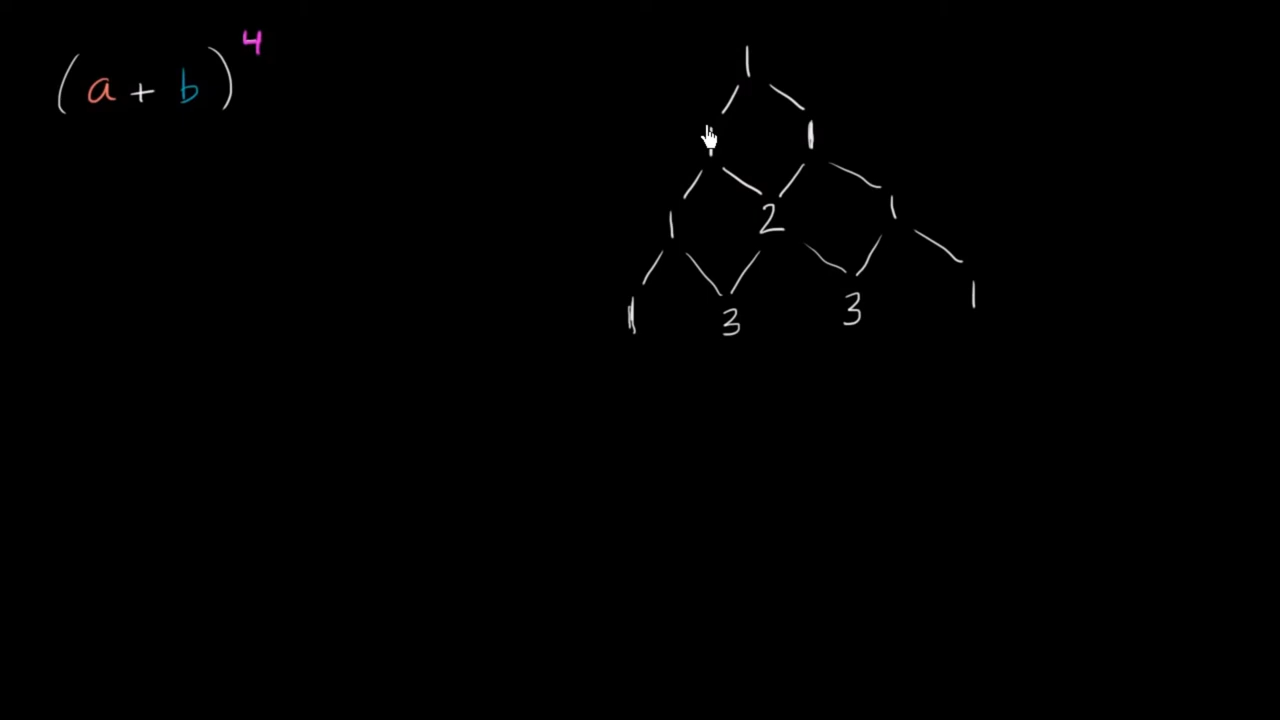 (a + b)^4
1
1 1
1 2 1
1 3 3 1